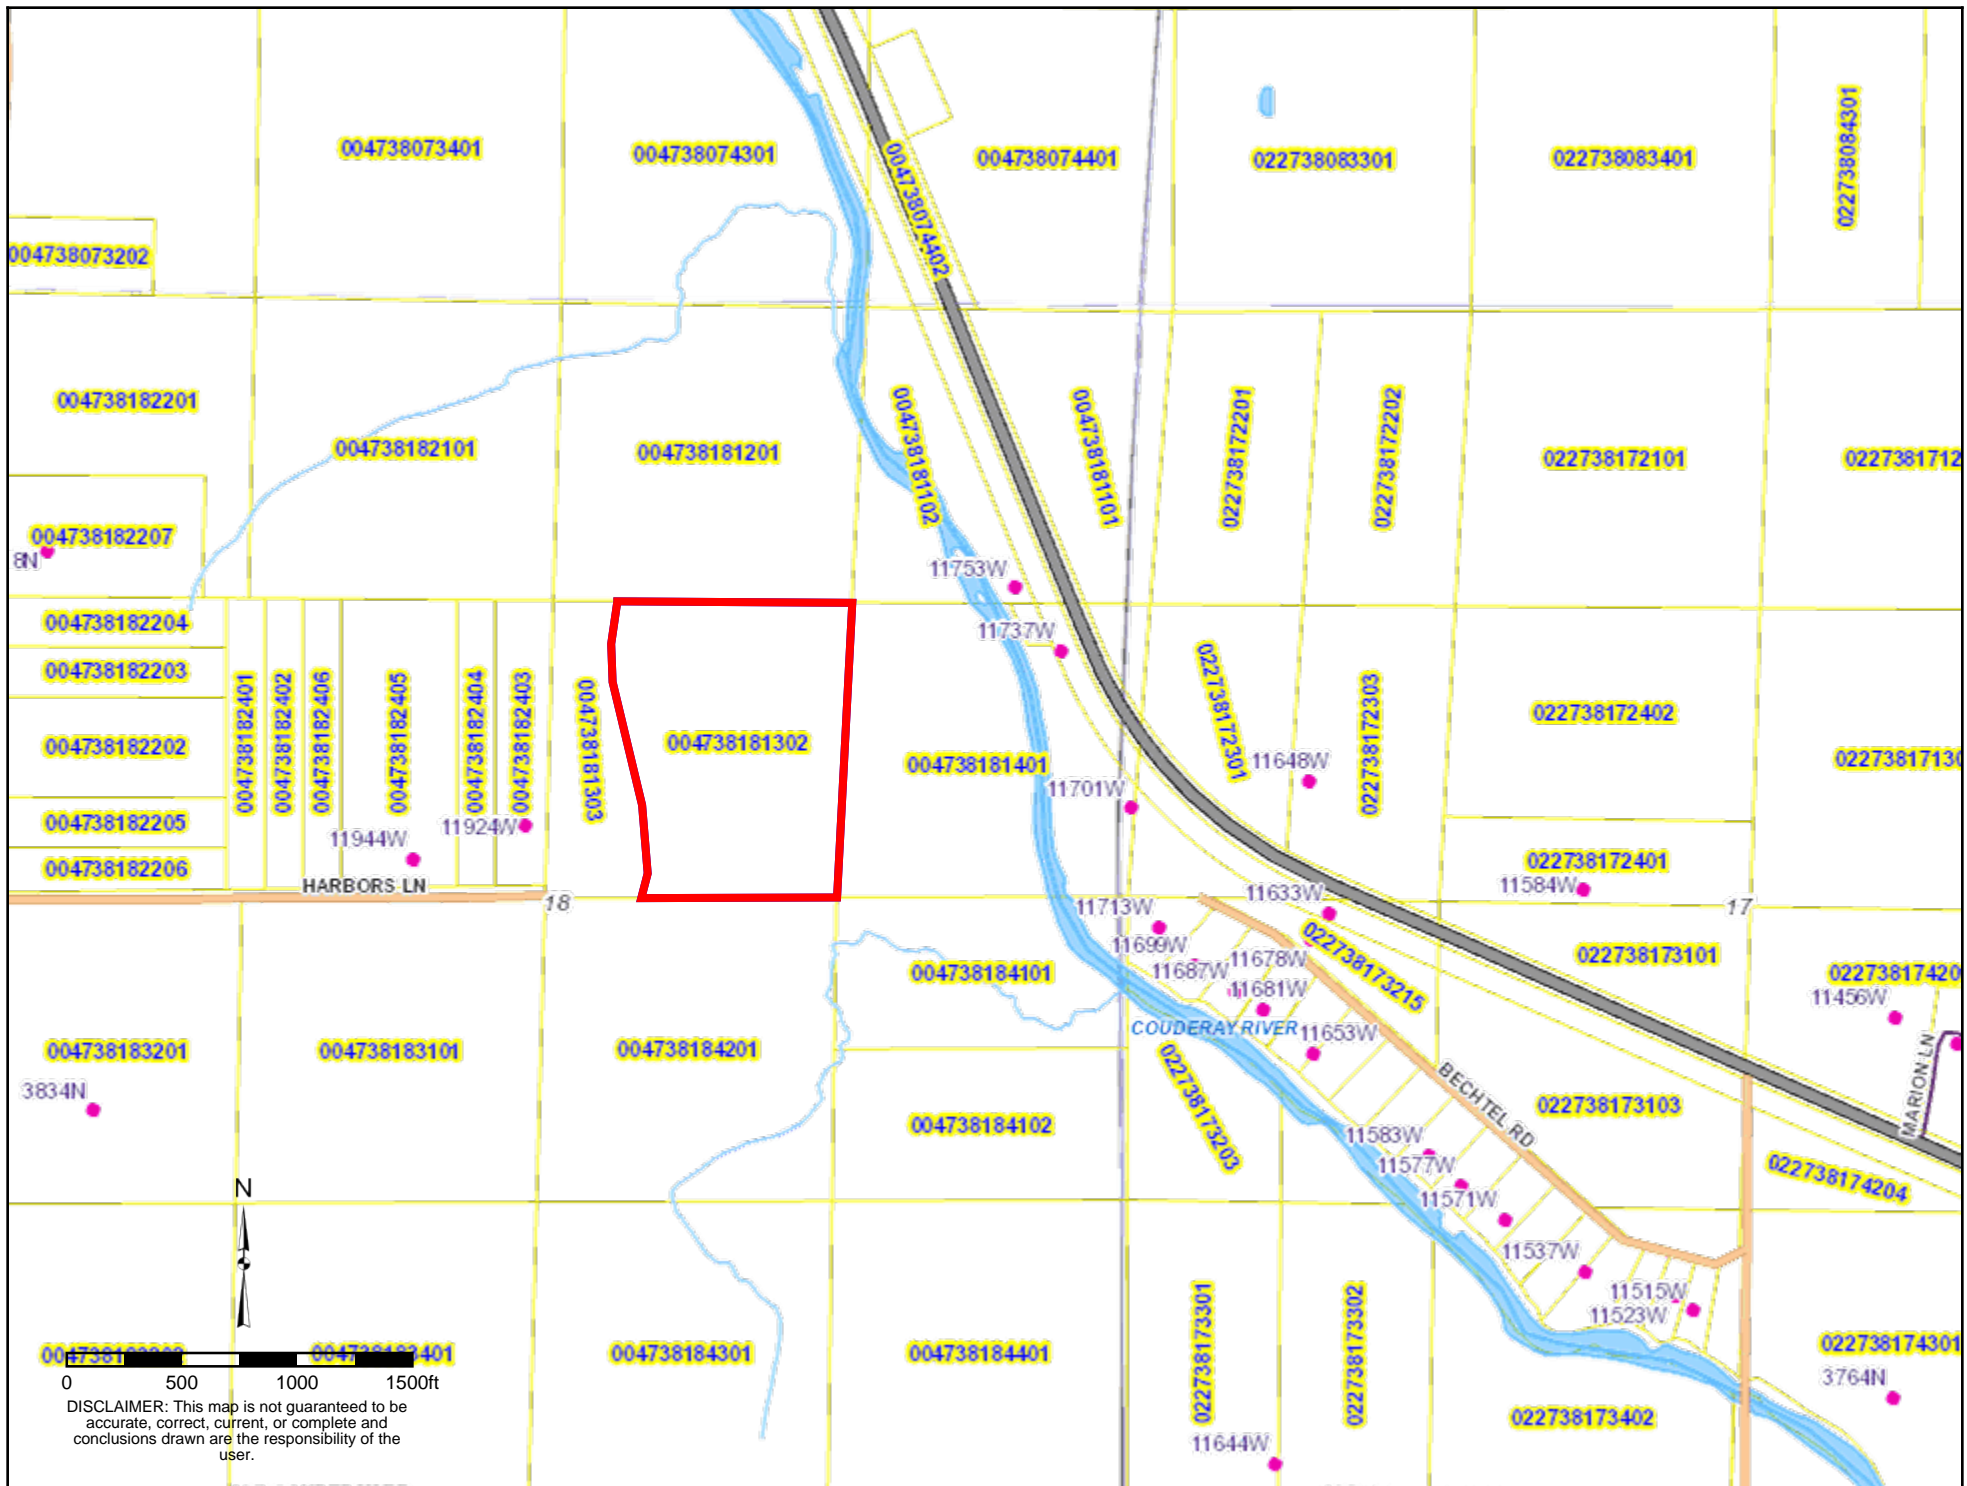 004738073401
004738074301
004738074401
022738083301
022738083401
022738084301
004738074402
004738073202
004738182201
004738182101
004738181201
004738181102
004738181101
022738172201
022738172202
022738172101
0227381712
004738182207
8N
11753W
11737W
004738182204
004738182203
004738182202
004738182205
004738182206
004738182401
004738182402
004738182406
004738182405
004738182404
004738182403
004738181303
004738181302
004738181401
022738172301
022738172303
022738172402
02273817130
11648W
11701W
11944W
11924W
HARBORS LN
18
022738172401
11584W
11633W
17
11713W
11699W
11687W
11678W
11681W
11653W
022738173215
022738173101
02273817420
11456W
004738184101
COUDERAY RIVER
004738183201
004738183101
004738184201
3834N
022738173203
BECHTEL RD
MARION LN
022738173103
004738184102
11583W
11577W
11571W
022738174204
11537W
11515W
11523W
N
022738173301
022738173302
004738184301
004738184401
022738174301
3764N
022738173402
11644W
0 500 1000 1500ft
DISCLAIMER: This map is not guaranteed to be
accurate, correct, current, or complete and
conclusions drawn are the responsibility of the
user.